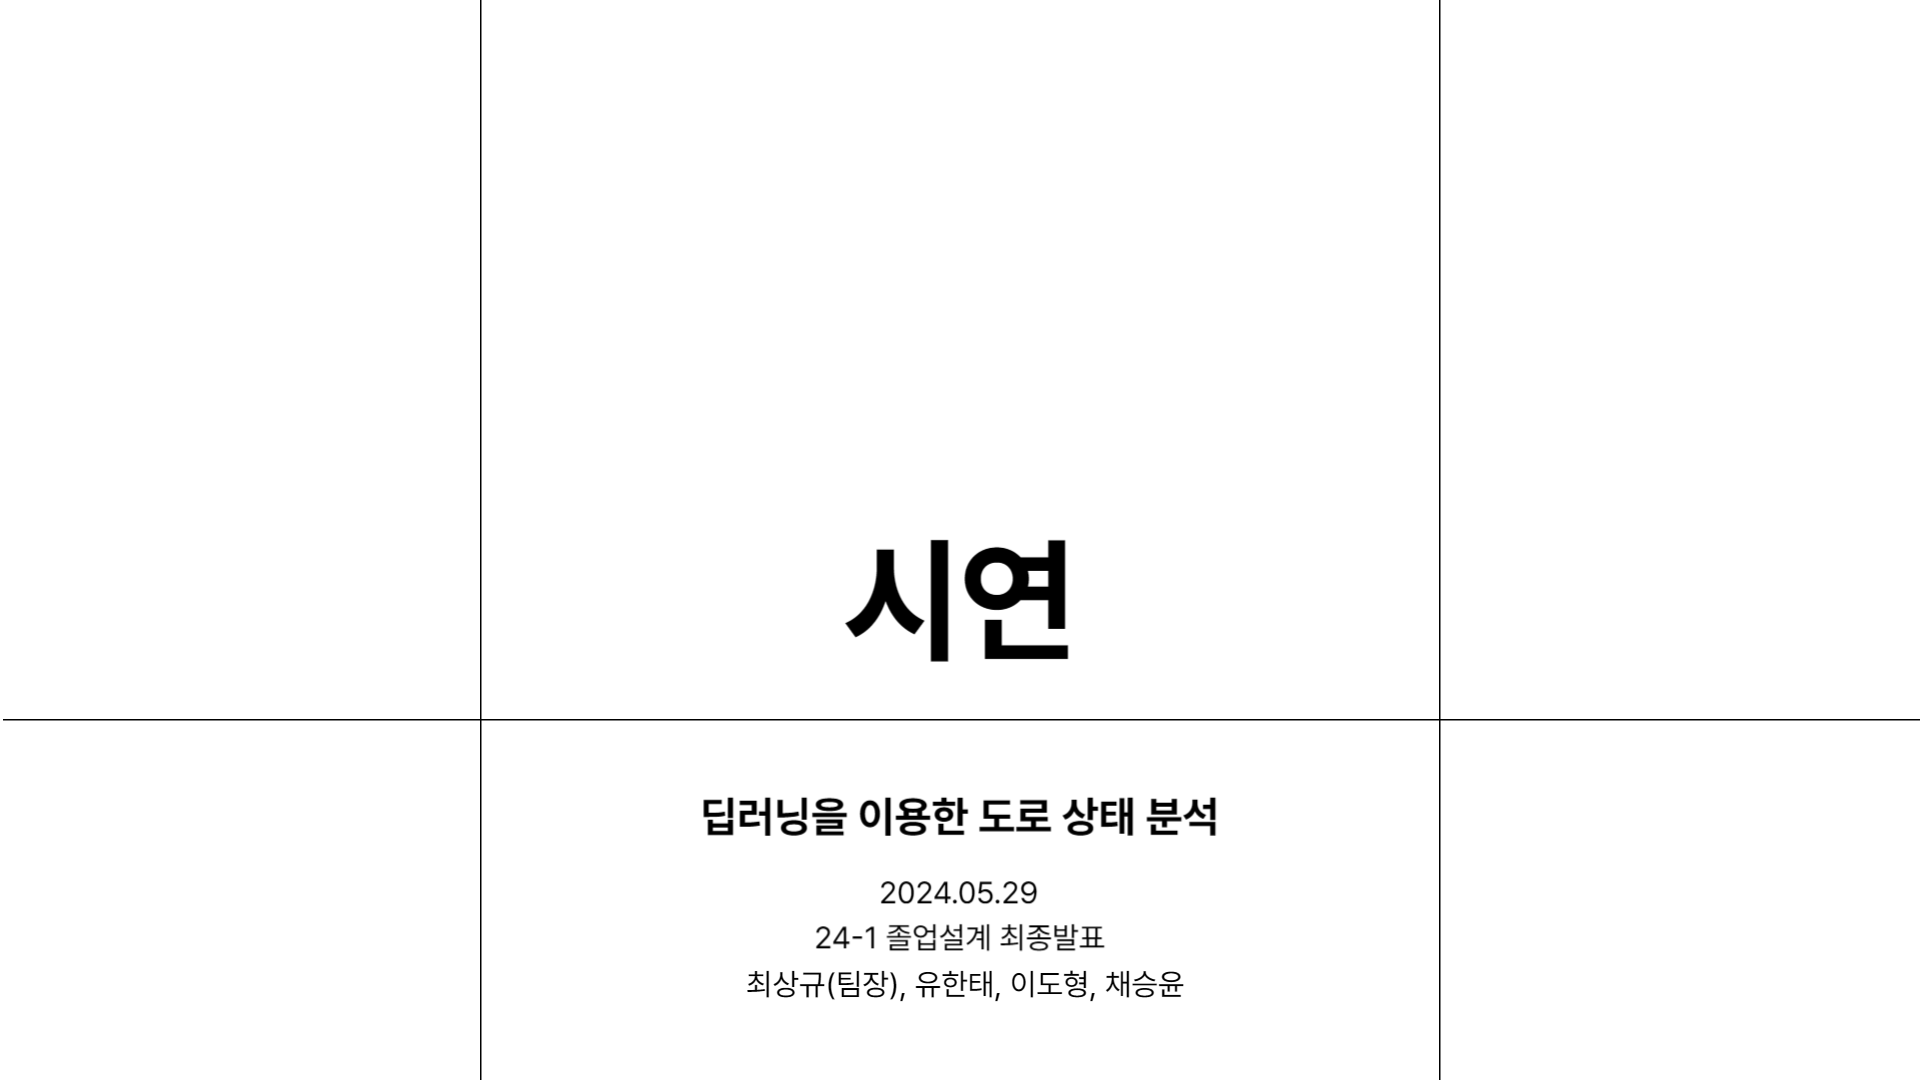 시연
딥러닝을 이용한 도로 상태 분석
2024.05.29
24-1 졸업설계 최종발표
최상규(팀장), 유한태, 이도형, 채승윤